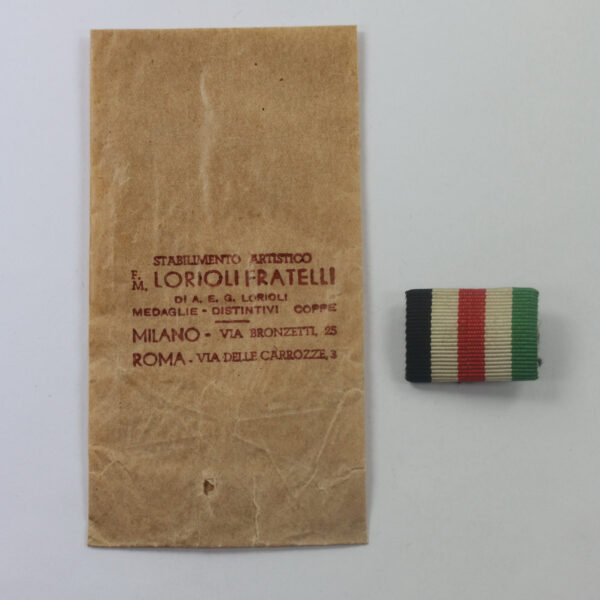 STABILIMENTO ARTISTICO
F.M. LORIOLI FRATELLI
DI A. E. G. LORIOLI
MEDAGLIE - DISTINTIVI COPPE
MILANO - VIA BRONZETTI, 25
ROMA - VIA DELLE CARROZZE, 3